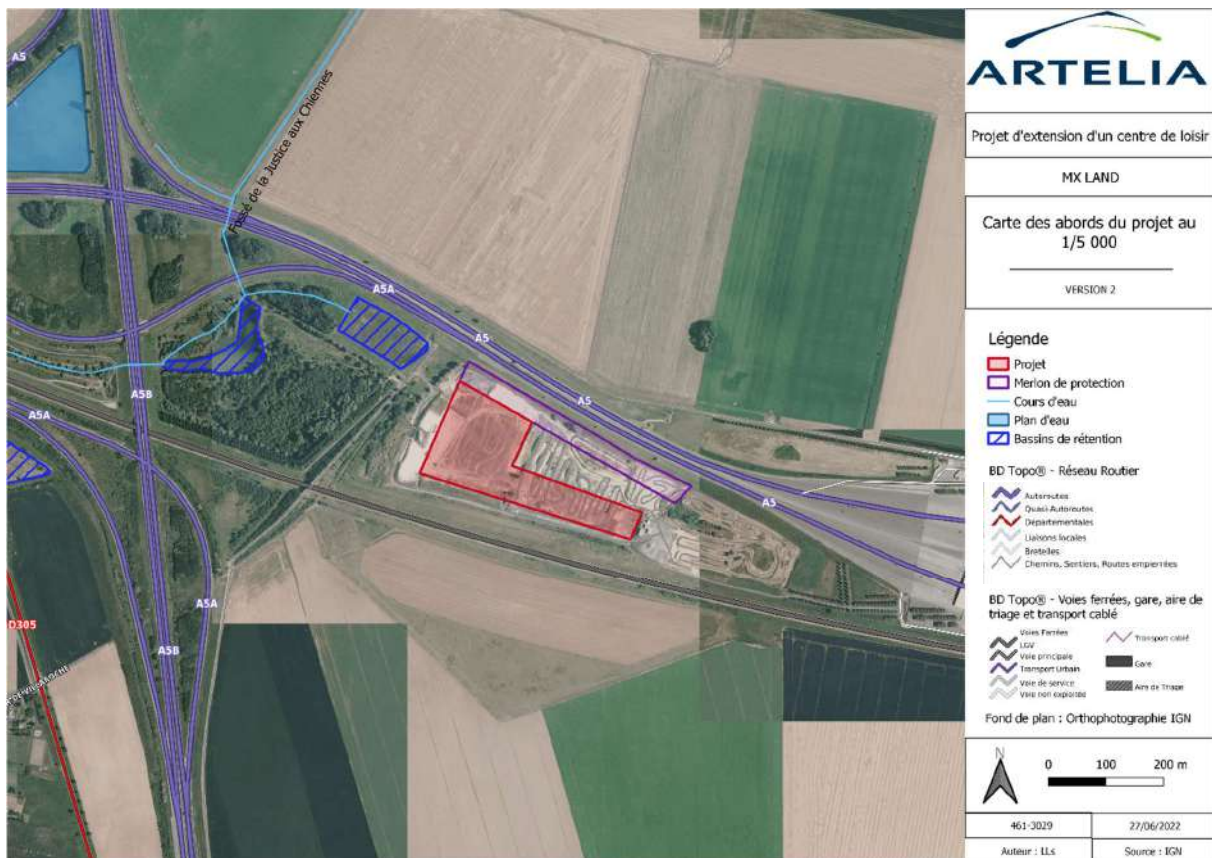 A5
Fossé de la Justice aux Chiennes
A5A
A5
A5
A5
A5B
A5A
A5A
A5B
D305
ARTELIA
Projet d'extension d'un centre de loisir
MX LAND
Carte des abords du projet au
1/5 000
VERSION 2
Légende
Projet
Merlon de protection
Cours d'eau
Plan d'eau
Bassins de rétention
BD Topo® - Réseau Routier
Autoroutes
Quasi-Autoroutes
Départementales
Liaisons locales
Bretelles
Chemins, Sentiers, Routes empierrées
BD Topo® - Voies ferrées, gare, aire de
triage et transport cablé
Voies Ferrées
LGV
Voie principale
Transport Urbain
Voie de service
Voie non exploitée
Transport cablé
Gare
Aire de Triage
Fond de plan : Orthophotographie IGN
N
0 100 200 m
461-3029
27/06/2022
Auteur : LLs
Source : IGN